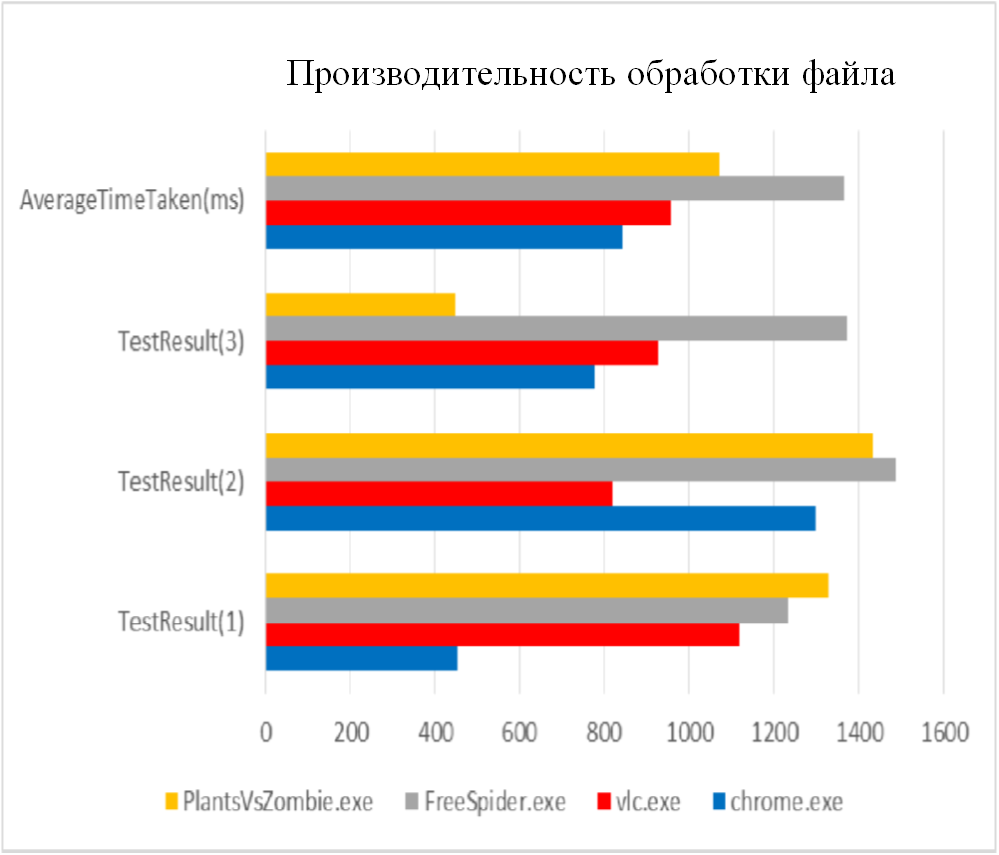 Производительность обработки файла
AverageTimeTaken(ms)
TestResult(3)
TestResult(2)
TestResult(1)
0 200 400 600 800 1000 1200 1400 1600
PlantsVsZombie.exe FreeSpider.exe vlc.exe chrome.exe